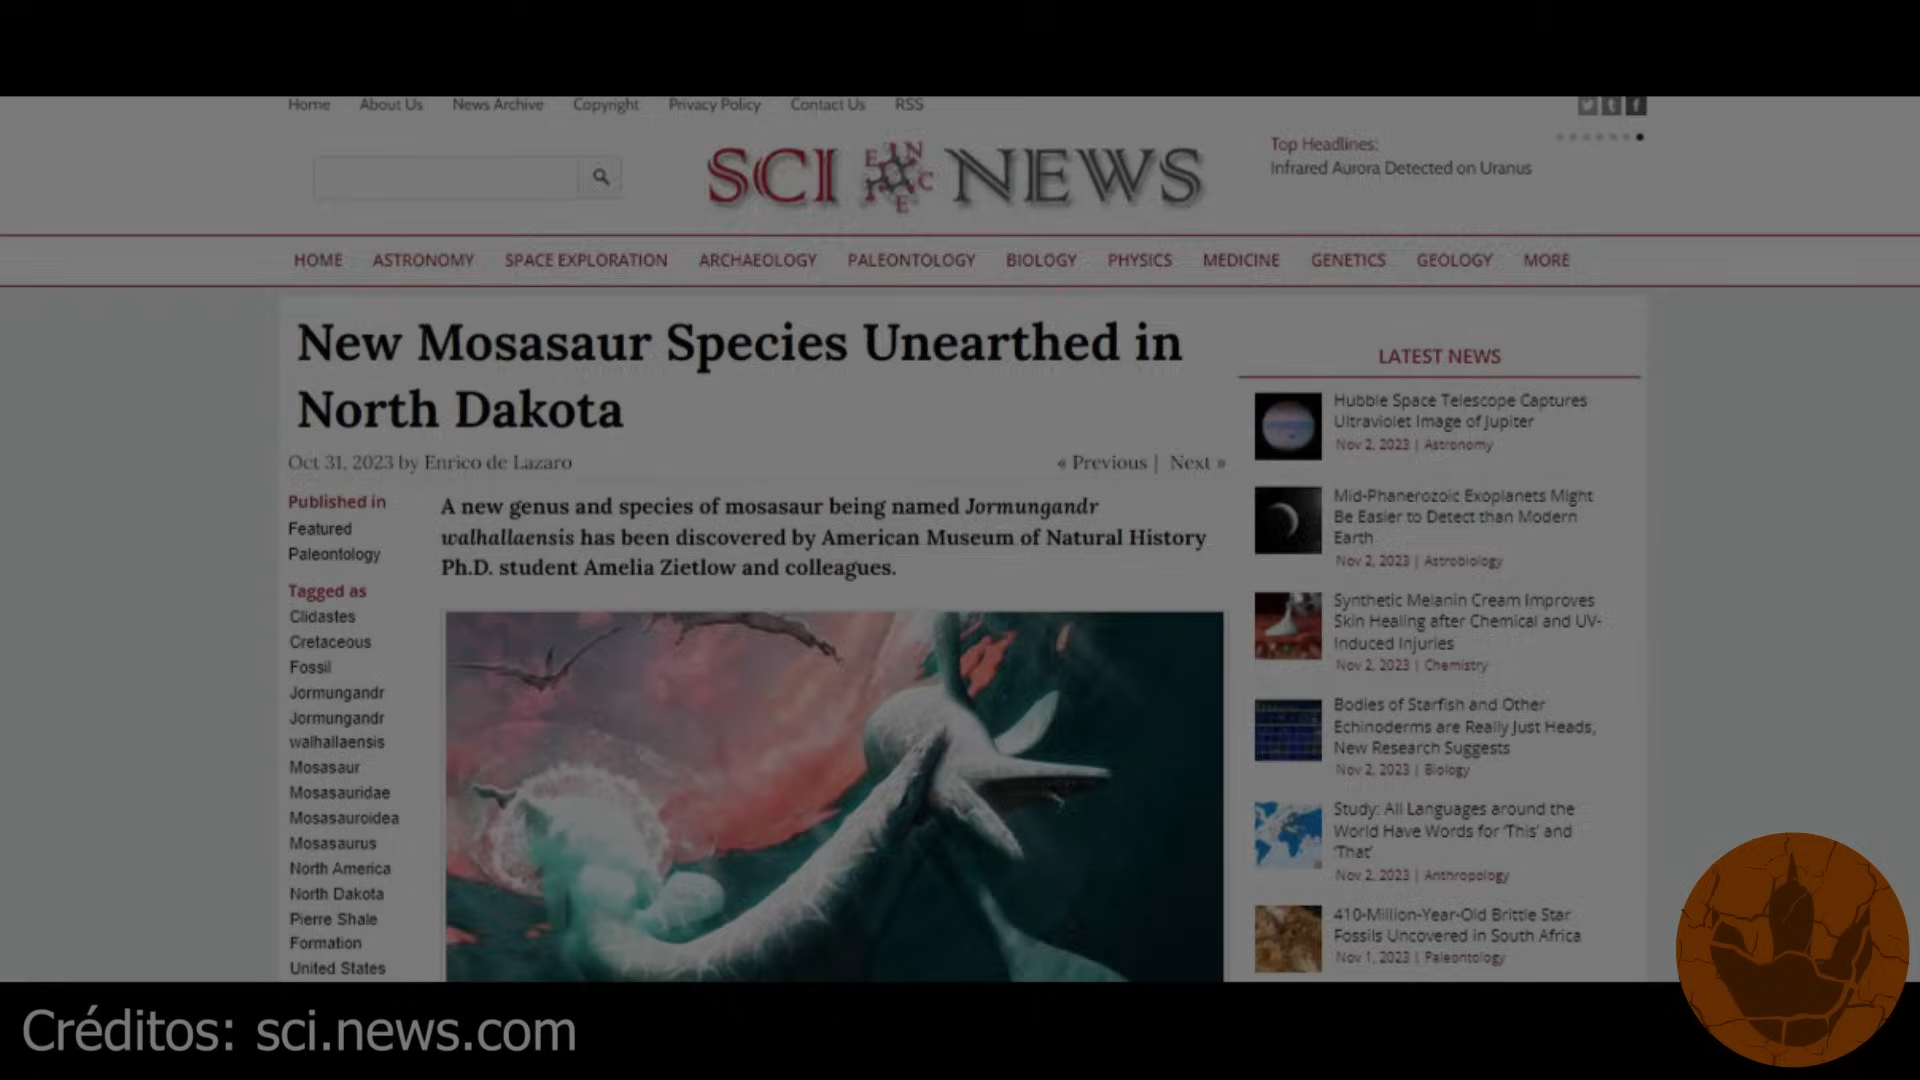 Home About Us News Archive Copyright Privacy Policy Contact Us RSS
Top Headlines:
Infrared Aurora Detected on Uranus
SCI ENCE NEWS
HOME ASTRONOMY SPACE EXPLORATION ARCHAEOLOGY PALEONTOLOGY BIOLOGY PHYSICS MEDICINE GENETICS GEOLOGY MORE
New Mosasaur Species Unearthed in
North Dakota
Oct 31, 2023 by Enrico de Lazaro
« Previous | Next »
Published in
Featured
Paleontology
Tagged as
Clidastes
Cretaceous
Fossil
Jormungandr
Jormungandr
walhallaensis
Mosasaur
Mosasauridae
Mosasauroidea
Mosasaurus
North America
North Dakota
Pierre Shale
Formation
United States
A new genus and species of mosasaur being named Jormungandr
walhallaensis has been discovered by American Museum of Natural History
Ph.D. student Amelia Zietlow and colleagues.
LATEST NEWS
Hubble Space Telescope Captures
Ultraviolet Image of Jupiter
Nov 2, 2023 | Astronomy
Mid-Phanerozoic Exoplanets Might
Be Easier to Detect than Modern
Earth
Nov 2, 2023 | Astrobiology
Synthetic Melanin Cream Improves
Skin Healing after Chemical and UV-
Induced Injuries
Nov 2, 2023 | Chemistry
Bodies of Starfish and Other
Echinoderms are Really Just Heads,
New Research Suggests
Nov 2, 2023 | Biology
Study: All Languages around the
World Have Words for 'This' and
'That'
Nov 2, 2023 | Anthropology
410-Million-Year-Old Brittle Star
Fossils Uncovered in South Africa
Nov 1, 2023 | Paleontology
Créditos: sci.news.com